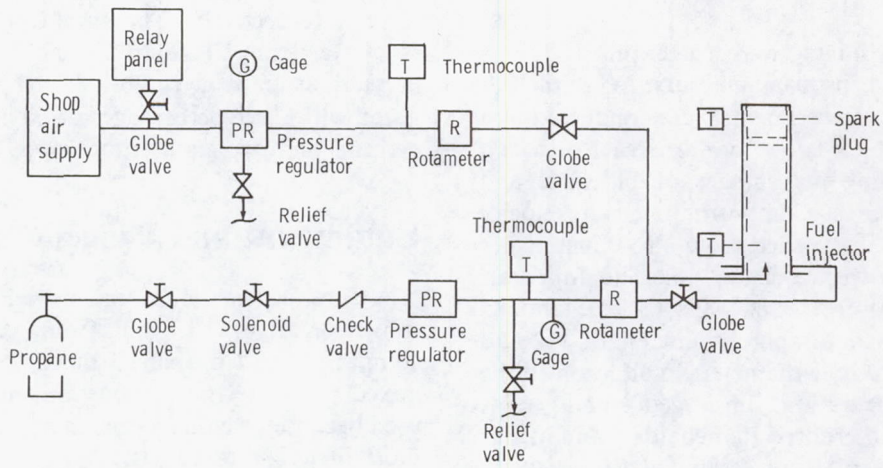 Relay
panel
G
Gage
T
Thermocouple
Shop
air
supply
Globe
valve
PR
Pressure
regulator
R
Rotameter
Globe
valve
T
Spark
plug
Relief
valve
Thermocouple
T
T
Fuel
injector
Propane
Globe
valve
Solenoid
valve
Check
valve
PR
Pressure
regulator
G
Gage
R
Rotameter
Globe
valve
Relief
valve